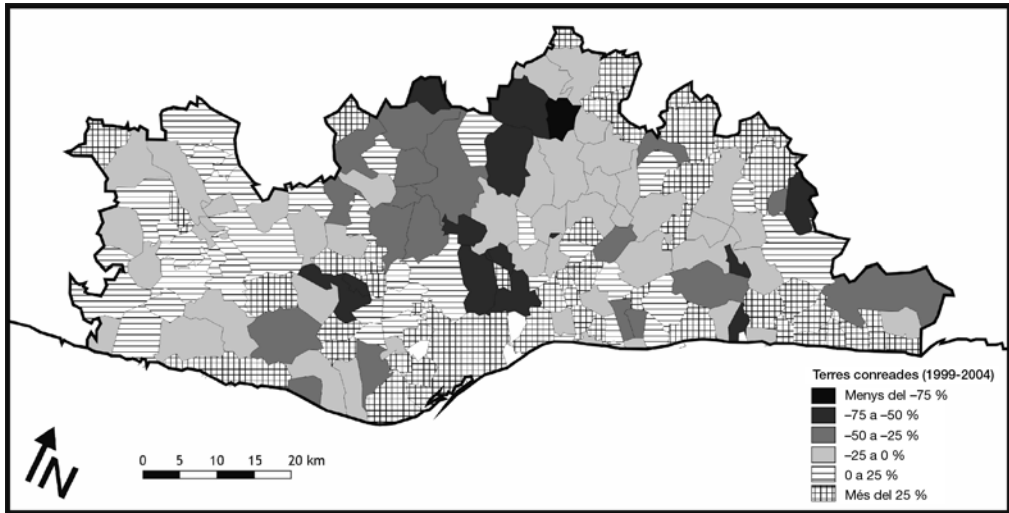 Terres conreades (1999-2004)
Menys del –75 %
–75 a –50 %
–50 a –25 %
–25 a 0 %
0 a 25 %
Més del 25 %
0 5 10 15 20 km
N